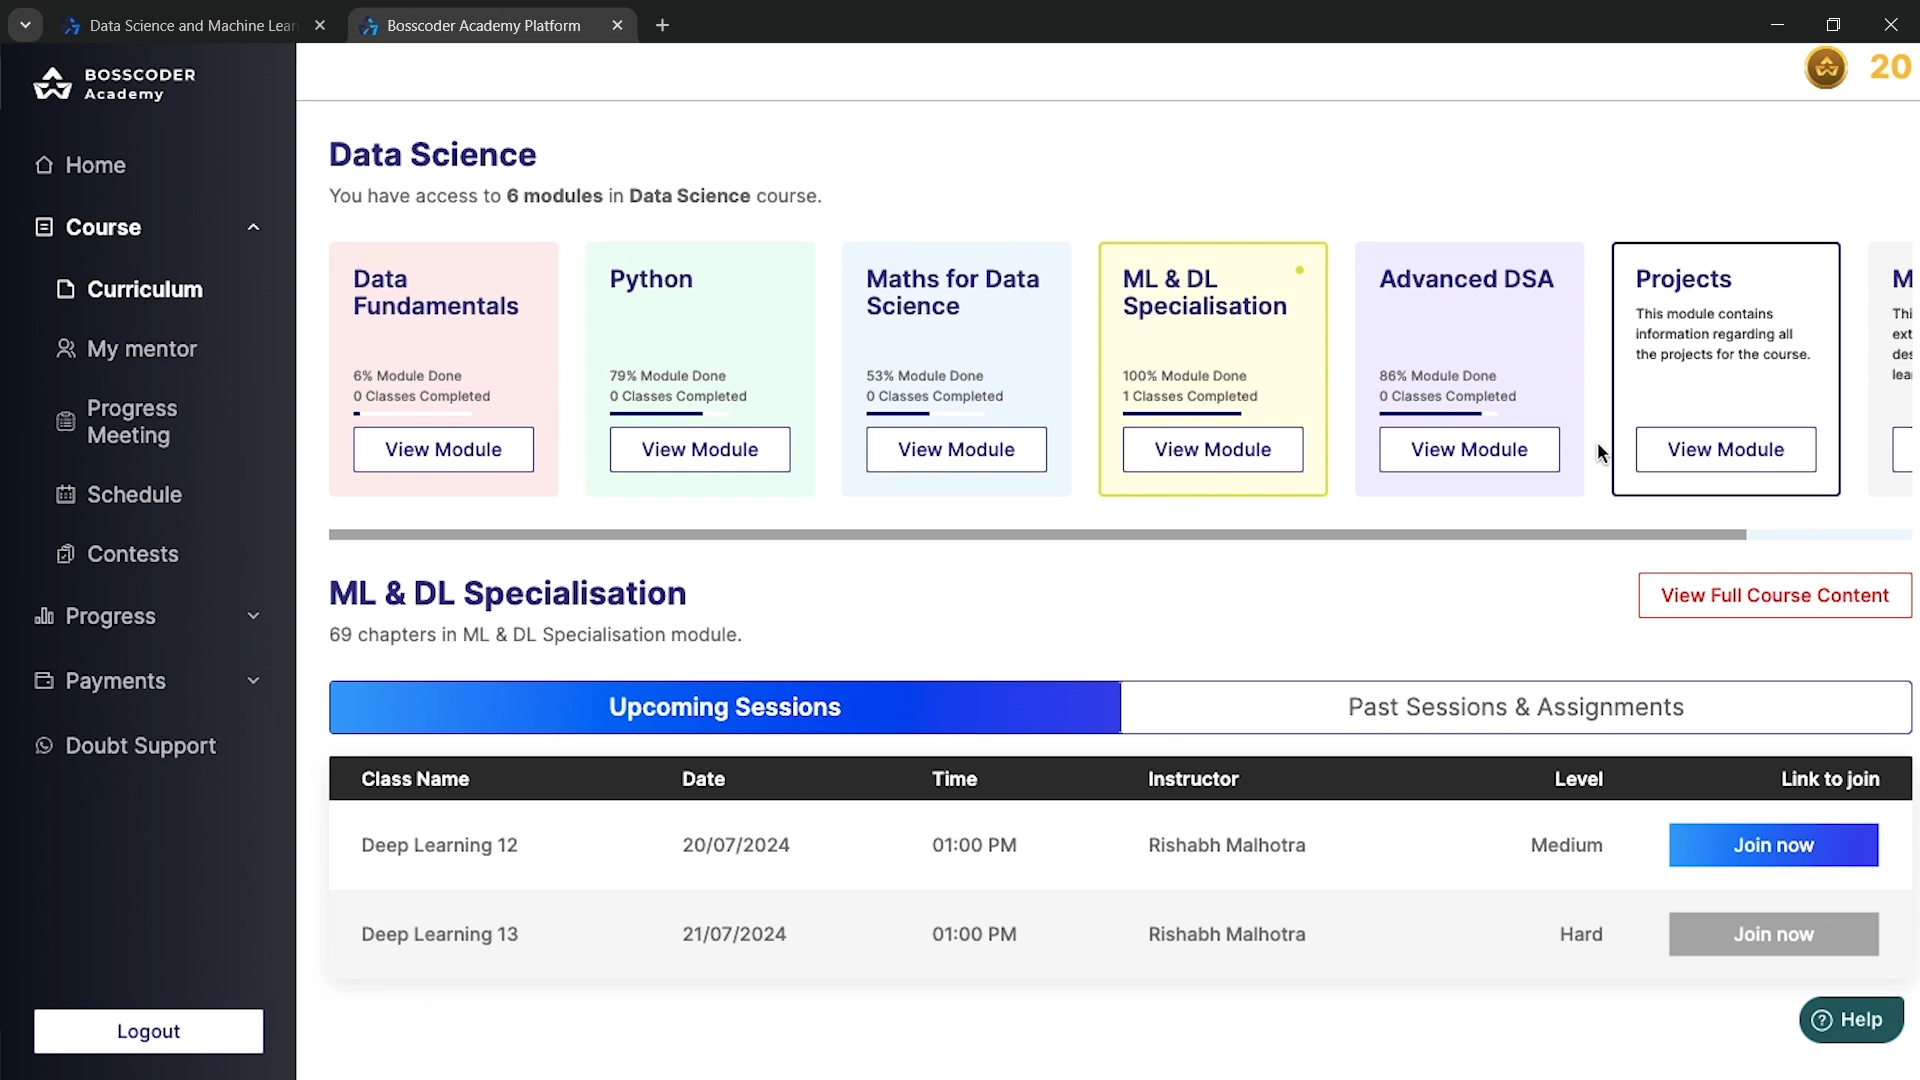 Data Science and Machine Lear
Bosscoder Academy Platform
BOSSCODER
Academy
20
Home
Course
Curriculum
My mentor
Progress
Meeting
Schedule
Contests
Progress
Payments
Doubt Support
Logout
Data Science
You have access to 6 modules in Data Science course.
Data
Fundamentals
6% Module Done
0 Classes Completed
View Module
Python
79% Module Done
0 Classes Completed
View Module
Maths for Data
Science
53% Module Done
0 Classes Completed
View Module
ML & DL
Specialisation
100% Module Done
1 Classes Completed
View Module
Advanced DSA
86% Module Done
0 Classes Completed
View Module
Projects
This module contains
information regarding all
the projects for the course.
View Module
M
Thi
ext
des
lea
ML & DL Specialisation
69 chapters in ML & DL Specialisation module.
View Full Course Content
Upcoming Sessions
Past Sessions & Assignments
Class Name Date Time Instructor Level Link to join
Deep Learning 12 20/07/2024 01:00 PM Rishabh Malhotra Medium Join now
Deep Learning 13 21/07/2024 01:00 PM Rishabh Malhotra Hard Join now
Help